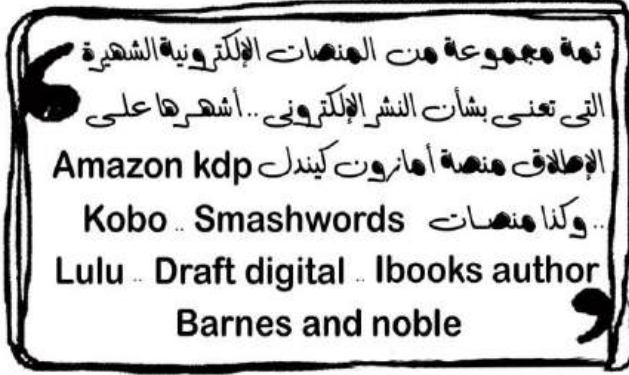 ثمة مجموعة من المنصات الإلكترونية الشهيرة
التى تعنى بشأن النشر الإلكترونى .. أشهرها على
الإطلاق منصة أمازون كيندل Amazon kdp
.. وكذا منصات Kobo .. Smashwords
Lulu .. Draft digital .. Ibooks author
Barnes and noble